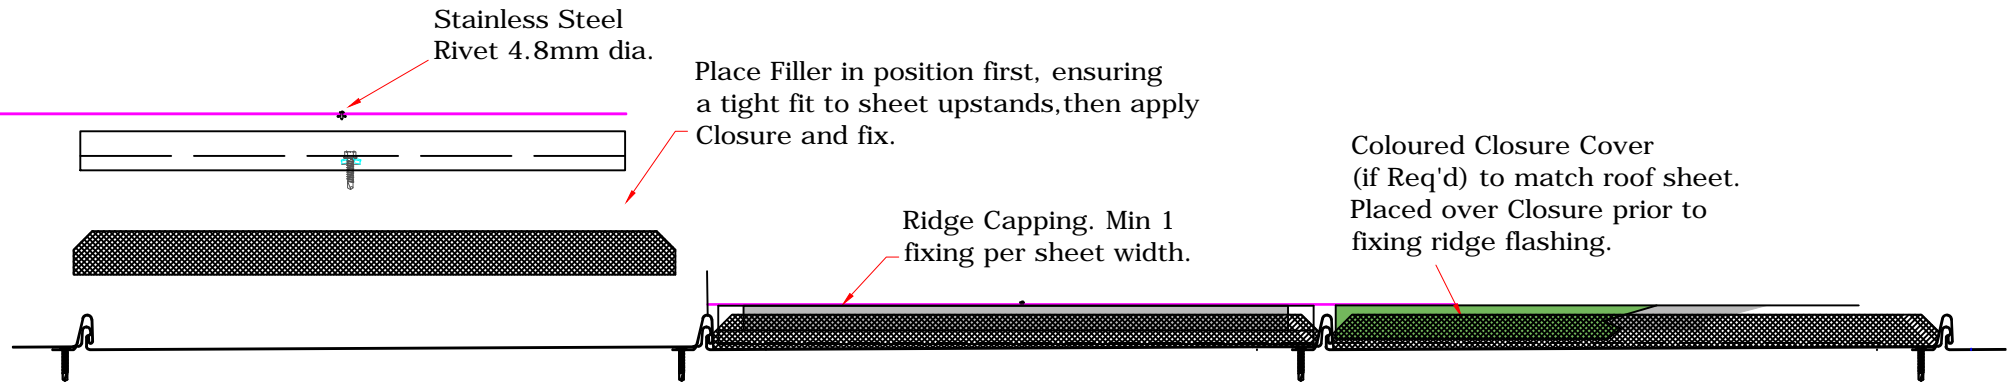 Stainless Steel
Rivet 4.8mm dia.
Place Filler in position first, ensuring
a tight fit to sheet upstands,then apply
Closure and fix.
Ridge Capping. Min 1
fixing per sheet width.
Coloured Closure Cover
(if Req'd) to match roof sheet.
Placed over Closure prior to
fixing ridge flashing.